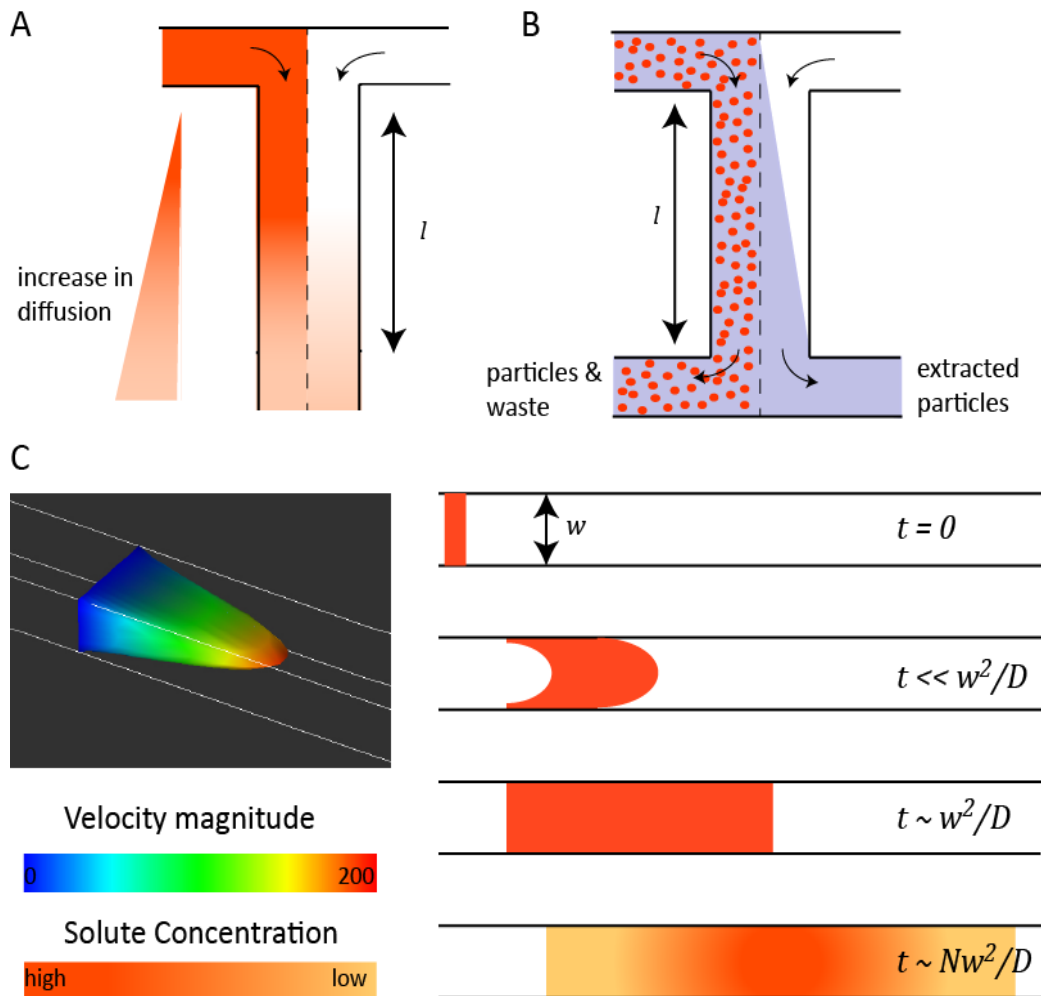 A
B
l
l
increase in
diffusion
particles &
waste
extracted
particles
C
w
t = 0
t << w²/D
t ~ w²/D
t ~ Nw²/D
Velocity magnitude
0 200
Solute Concentration
high low